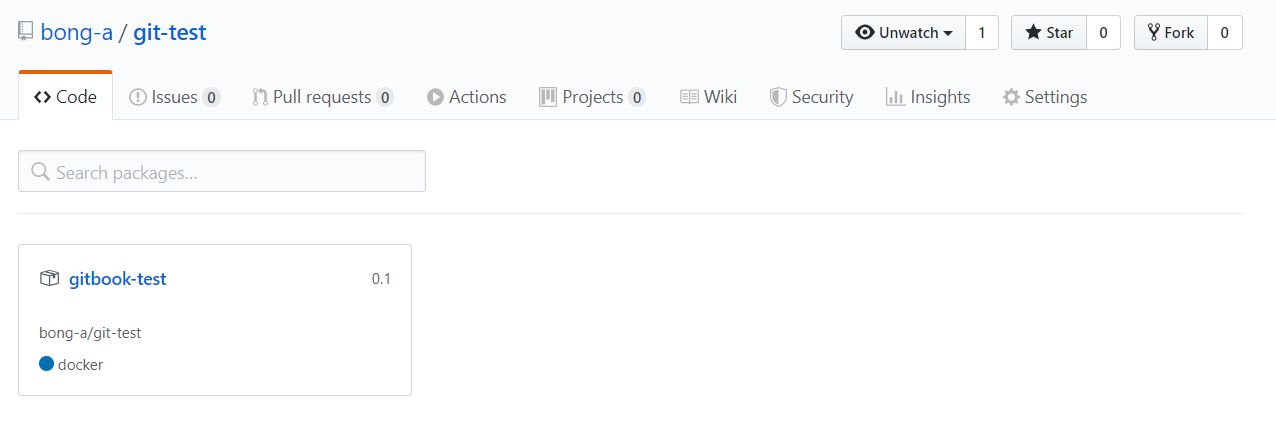 bong-a / git-test
Unwatch 1 Star 0 Fork 0
Code Issues 0 Pull requests 0 Actions Projects 0 Wiki Security Insights Settings
Search packages...
gitbook-test 0.1
bong-a/git-test
docker